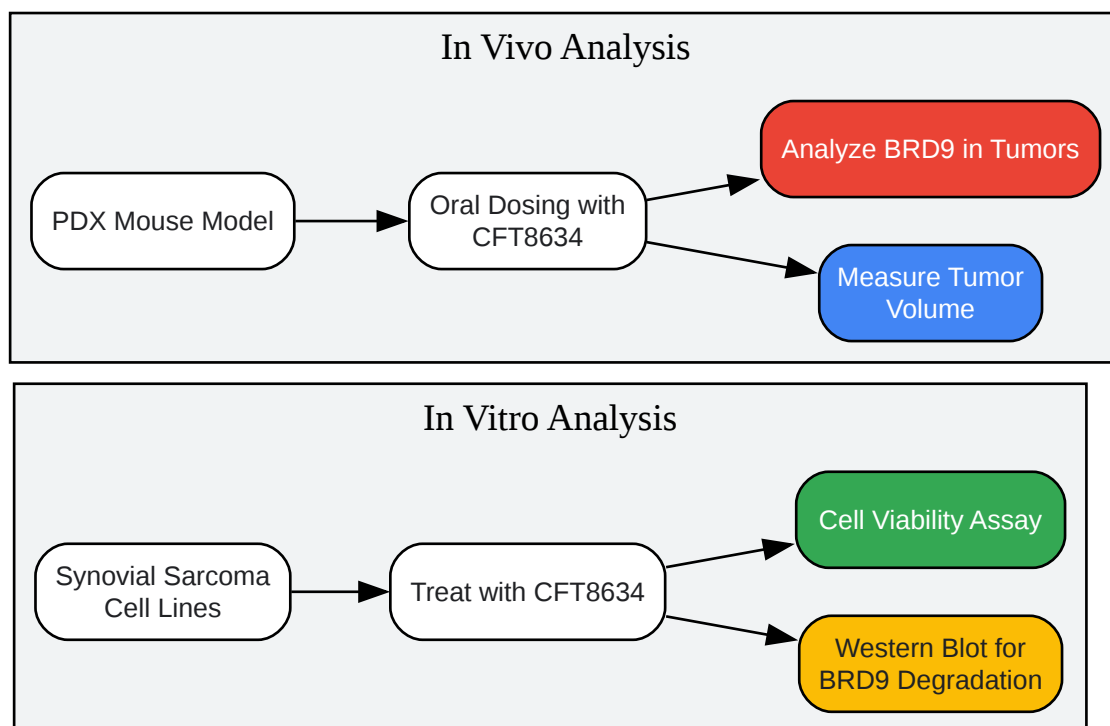 In Vivo Analysis
PDX Mouse Model
Oral Dosing with
CFT8634
Analyze BRD9 in Tumors
Measure Tumor
Volume
In Vitro Analysis
Synovial Sarcoma
Cell Lines
Treat with CFT8634
Cell Viability Assay
Western Blot for
BRD9 Degradation